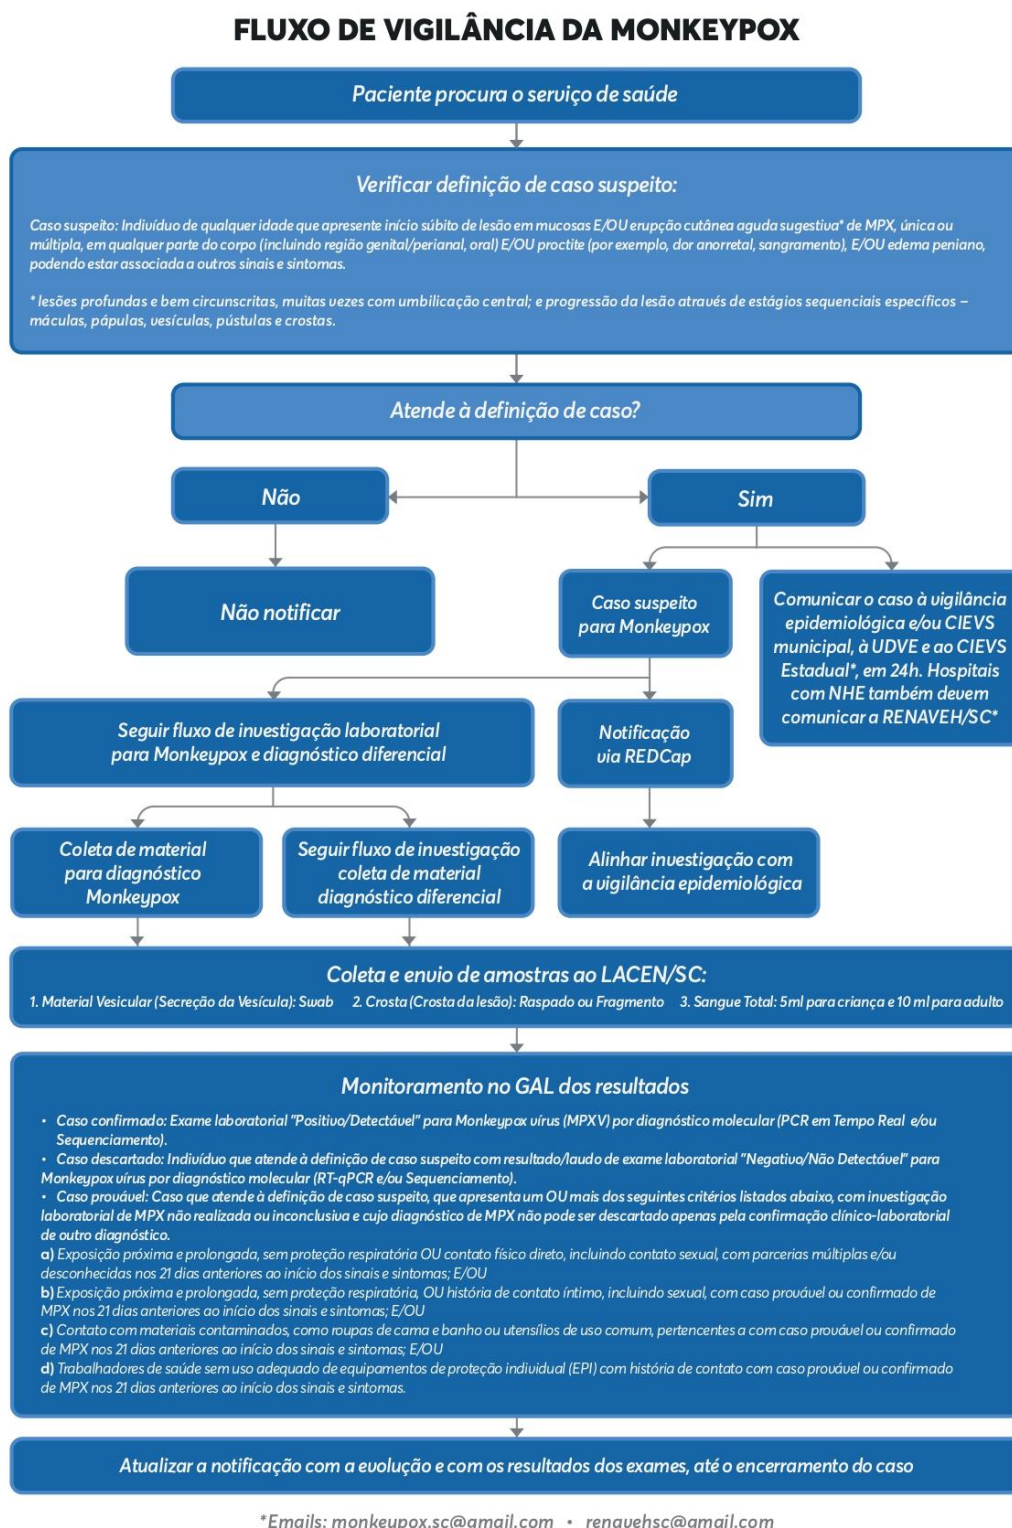 FLUXO DE VIGILÂNCIA DA MONKEYPOX
Paciente procura o serviço de saúde
Verificar definição de caso suspeito:
Caso suspeito: Indivíduo de qualquer idade que apresente início súbito de lesão em mucosas E/OU erupção cutânea aguda sugestiva* de MPX, única ou
múltipla, em qualquer parte do corpo (incluindo região genital/perianal, oral) E/OU proctite (por exemplo, dor anorretal, sangramento), E/OU edema peniano,
podendo estar associada a outros sinais e sintomas.
* lesões profundas e bem circunscritas, muitas vezes com umbilicação central; e progressão da lesão através de estágios sequenciais específicos –
máculas, pápulas, vesículas, pústulas e crostas.
Atende à definição de caso?
Não
Sim
Não notificar
Caso suspeito
para Monkeypox
Comunicar o caso à vigilância
epidemiológica e/ou CIEVS
municipal, à UDVE e ao CIEVS
Estadual*, em 24h. Hospitais
com NHE também devem
comunicar a RENAVEH/SC*
Seguir fluxo de investigação laboratorial
para Monkeypox e diagnóstico diferencial
Notificação
via REDCap
Coleta de material
para diagnóstico
Monkeypox
Seguir fluxo de investigação
coleta de material
diagnóstico diferencial
Alinhar investigação com
a vigilância epidemiológica
Coleta e envio de amostras ao LACEN/SC:
1. Material Vesicular (Secreção da Vesícula): Swab 2. Crosta (Crosta da lesão): Raspado ou Fragmento 3. Sangue Total: 5ml para criança e 10 ml para adulto
Monitoramento no GAL dos resultados
• Caso confirmado: Exame laboratorial "Positivo/Detectável" para Monkeypox vírus (MPXV) por diagnóstico molecular (PCR em Tempo Real e/ou
Sequenciamento).
• Caso descartado: Indivíduo que atende à definição de caso suspeito com resultado/laudo de exame laboratorial "Negativo/Não Detectável" para
Monkeypox vírus por diagnóstico molecular (RT-qPCR e/ou Sequenciamento).
• Caso provável: Caso que atende à definição de caso suspeito, que apresenta um OU mais dos seguintes critérios listados abaixo, com investigação
laboratorial de MPX não realizada ou inconclusiva e cujo diagnóstico de MPX não pode ser descartado apenas pela confirmação clínico-laboratorial
de outro diagnóstico.
a) Exposição próxima e prolongada, sem proteção respiratória OU contato físico direto, incluindo contato sexual, com parcerias múltiplas e/ou
desconhecidas nos 21 dias anteriores ao início dos sinais e sintomas; E/OU
b) Exposição próxima e prolongada, sem proteção respiratória, OU história de contato íntimo, incluindo sexual, com caso provável ou confirmado de
MPX nos 21 dias anteriores ao início dos sinais e sintomas; E/OU
c) Contato com materiais contaminados, como roupas de cama e banho ou utensílios de uso comum, pertencentes a com caso provável ou confirmado
de MPX nos 21 dias anteriores ao início dos sinais e sintomas; E/OU
d) Trabalhadores de saúde sem uso adequado de equipamentos de proteção individual (EPI) com história de contato com caso provável ou confirmado
de MPX nos 21 dias anteriores ao início dos sinais e sintomas.
Atualizar a notificação com a evolução e com os resultados dos exames, até o encerramento do caso
*Emails: monkeypox.sc@gmail.com • renavehsc@gmail.com